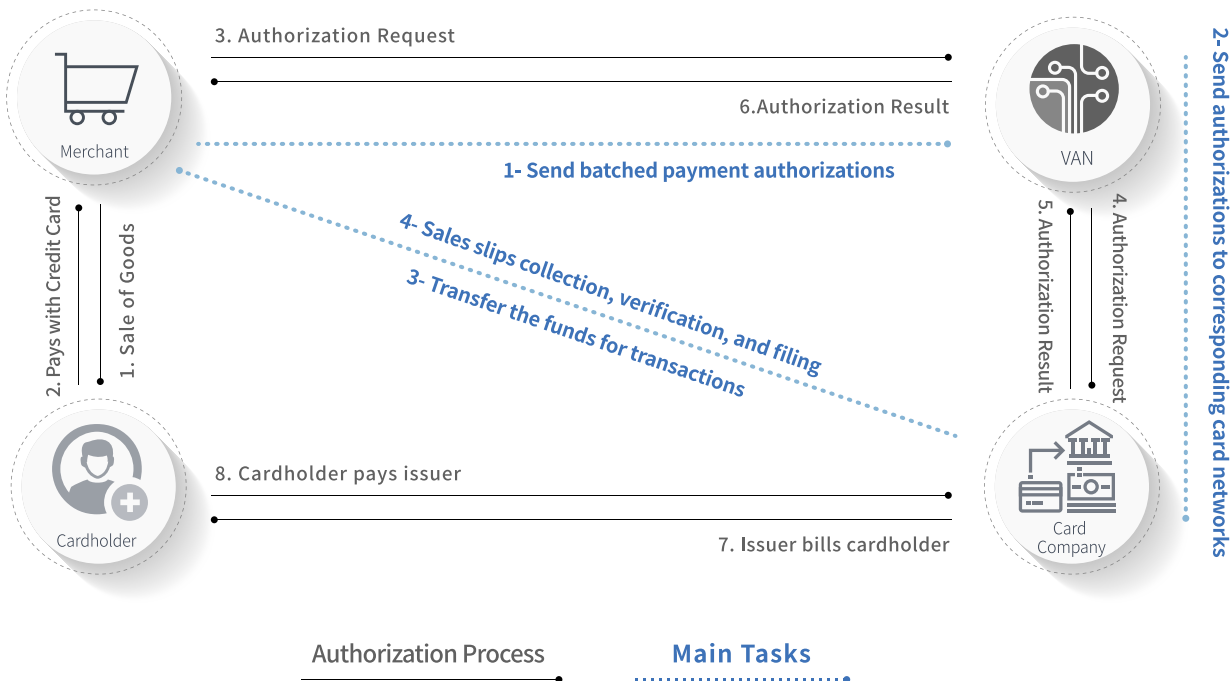 3. Authorization Request
6.Authorization Result
Merchant
VAN
1- Send batched payment authorizations
2- Send authorizations to corresponding card networks
4- Sales slips collection, verification, and filing
3- Transfer the funds for transactions
2. Pays with Credit Card
1. Sale of Goods
5. Authorization Result
4. Authorization Request
8. Cardholder pays issuer
7. Issuer bills cardholder
Cardholder
Card
Company
Authorization Process
Main Tasks